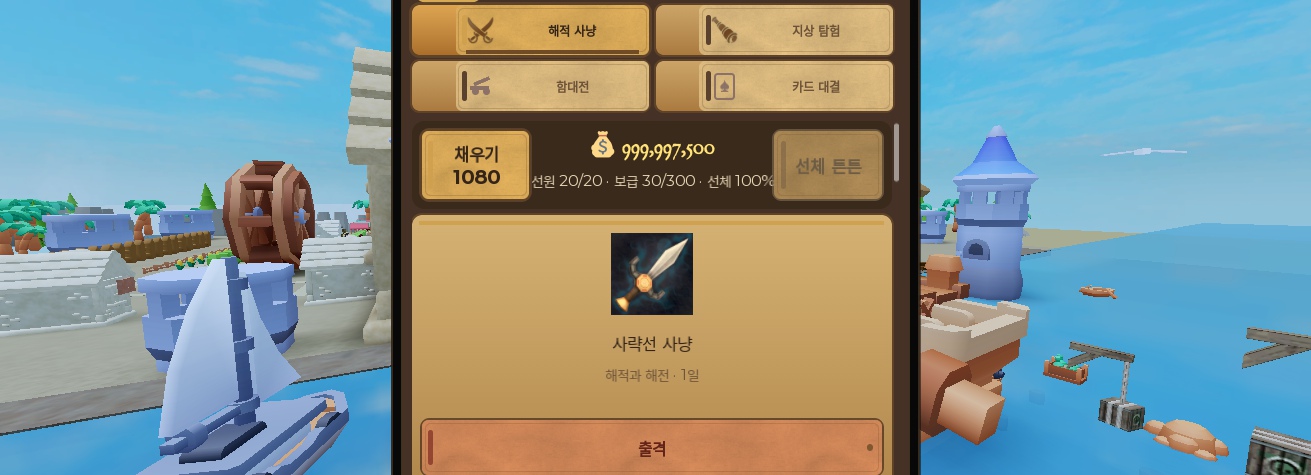 해적 사냥
지상 탐험
함대전
카드 대결
채우기
1080
999,997,500
선원 20/20 · 보급 30/300 · 선체 100%
선체 튼튼
사략선 사냥
해적과 해전 · 1일
출격